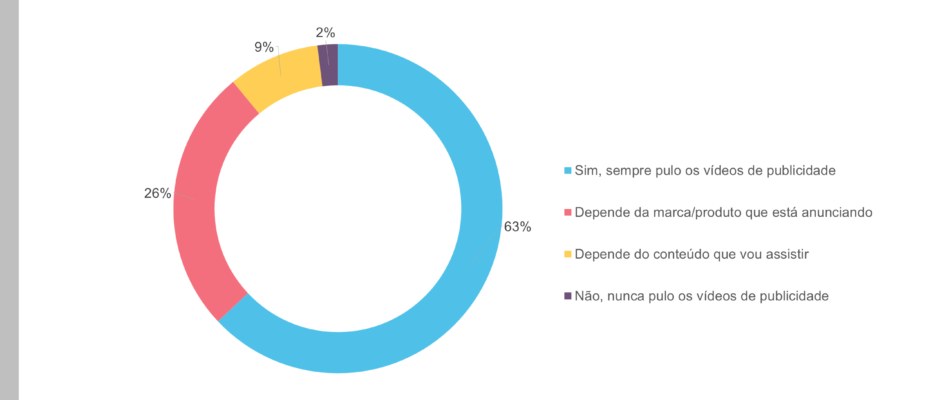 2%
9%
26%
63%
Sim, sempre pulo os vídeos de publicidade
Depende da marca/produto que está anunciando
Depende do conteúdo que vou assistir
Não, nunca pulo os vídeos de publicidade